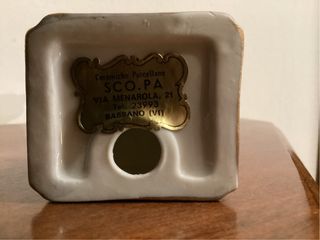 Ceramiche Porcellane
SCO.PA
VIA MENAROLA, 21
Tel. 23993
BASSANO (VI)